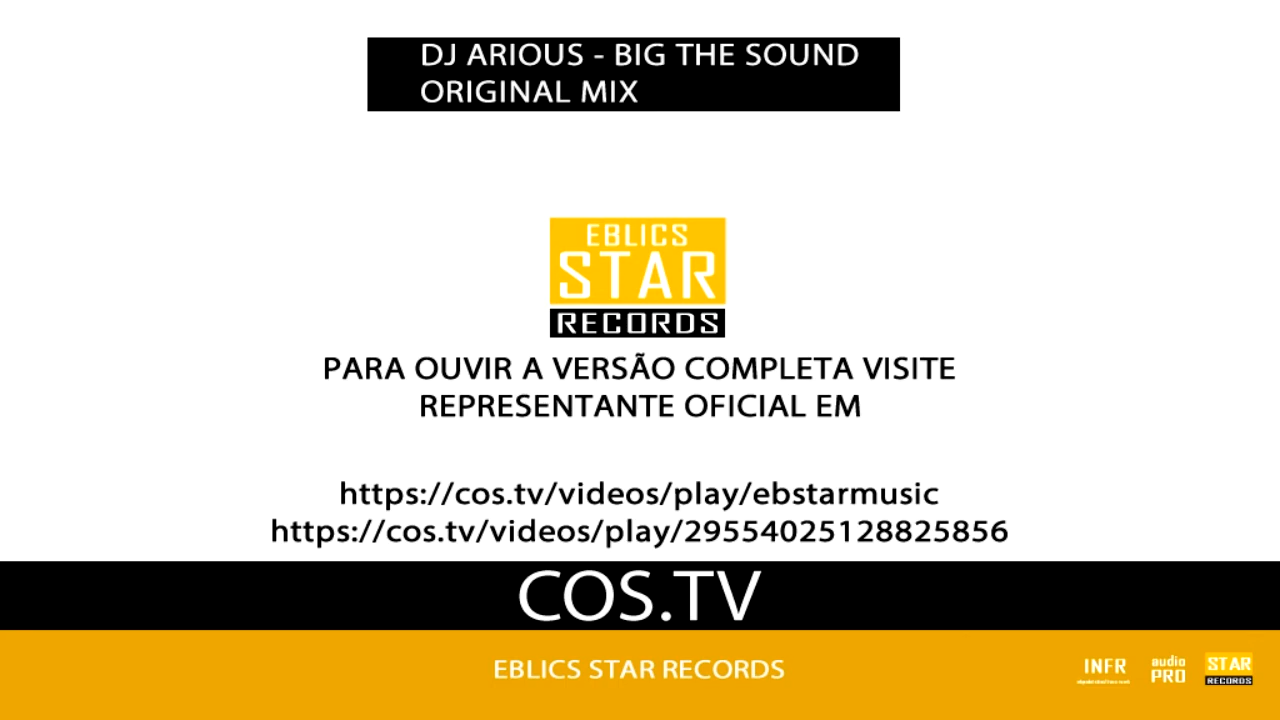 DJ ARIOUS - BIG THE SOUND
ORIGINAL MIX
EBLICS
STAR
RECORDS
PARA OUVIR A VERSÃO COMPLETA VISITE
REPRESENTANTE OFICIAL EM
https://cos.tv/videos/play/ebstarmusic
https://cos.tv/videos/play/29554025128825856
COS.TV
EBLICS STAR RECORDS
INFR
audio
PRO
STAR
RECORDS